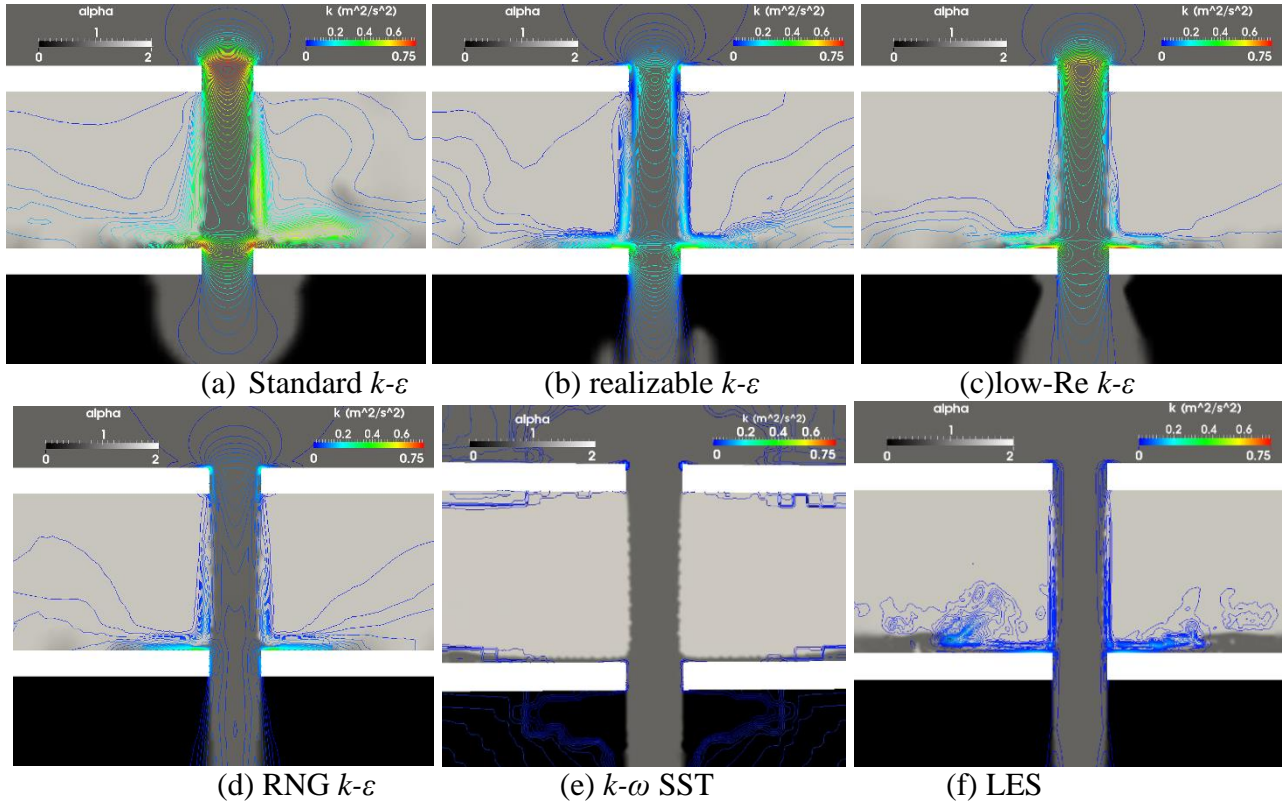 alpha
1
0
2
k (m^2/s^2)
0.2 0.4 0.6
0
0.75
alpha
1
0
2
k (m^2/s^2)
0.2 0.4 0.6
0
0.75
alpha
1
0
2
k (m^2/s^2)
0.2 0.4 0.6
0
0.75
(a) Standard k-ε
(b) realizable k-ε
(c)low-Re k-ε
alpha
1
0
2
k (m^2/s^2)
0.2 0.4 0.6
0
0.75
alpha
1
0
2
k (m^2/s^2)
0.2 0.4 0.6
0
0.75
alpha
1
0
2
k (m^2/s^2)
0.2 0.4 0.6
0
0.75
(d) RNG k-ε
(e) k-ω SST
(f) LES